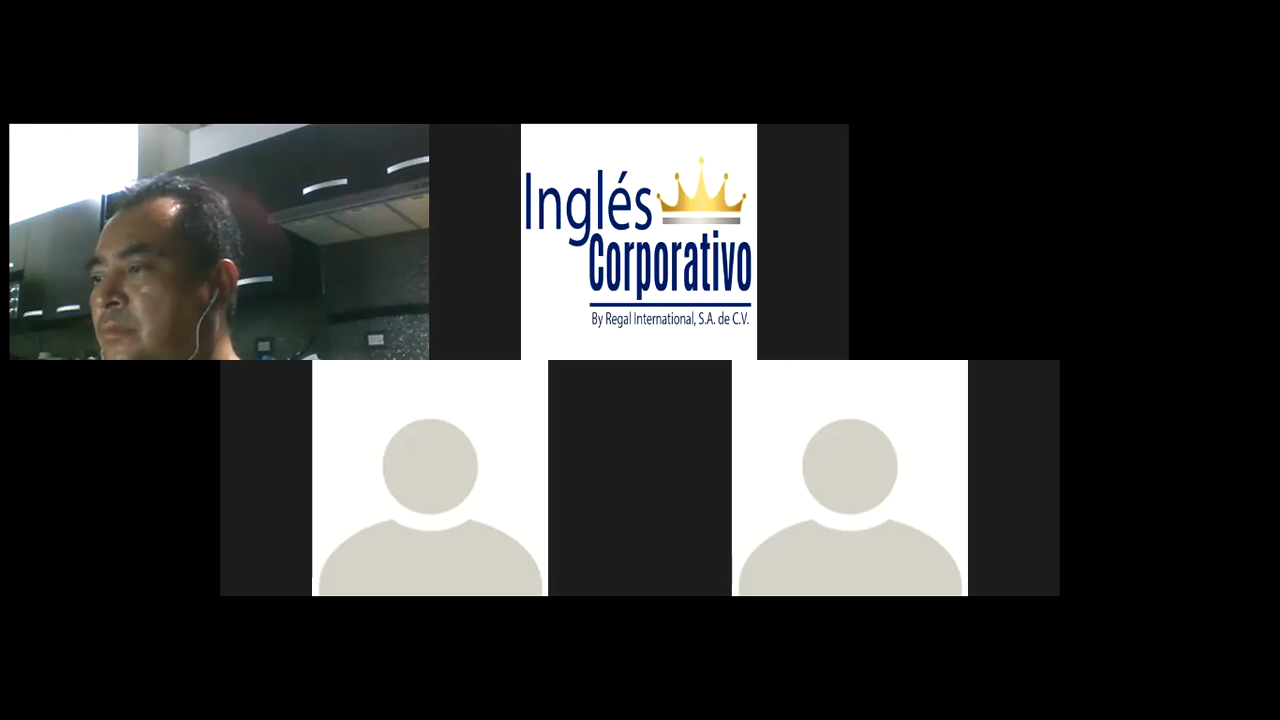 Inglés
Corporativo
By Regal International, S.A. de C.V.